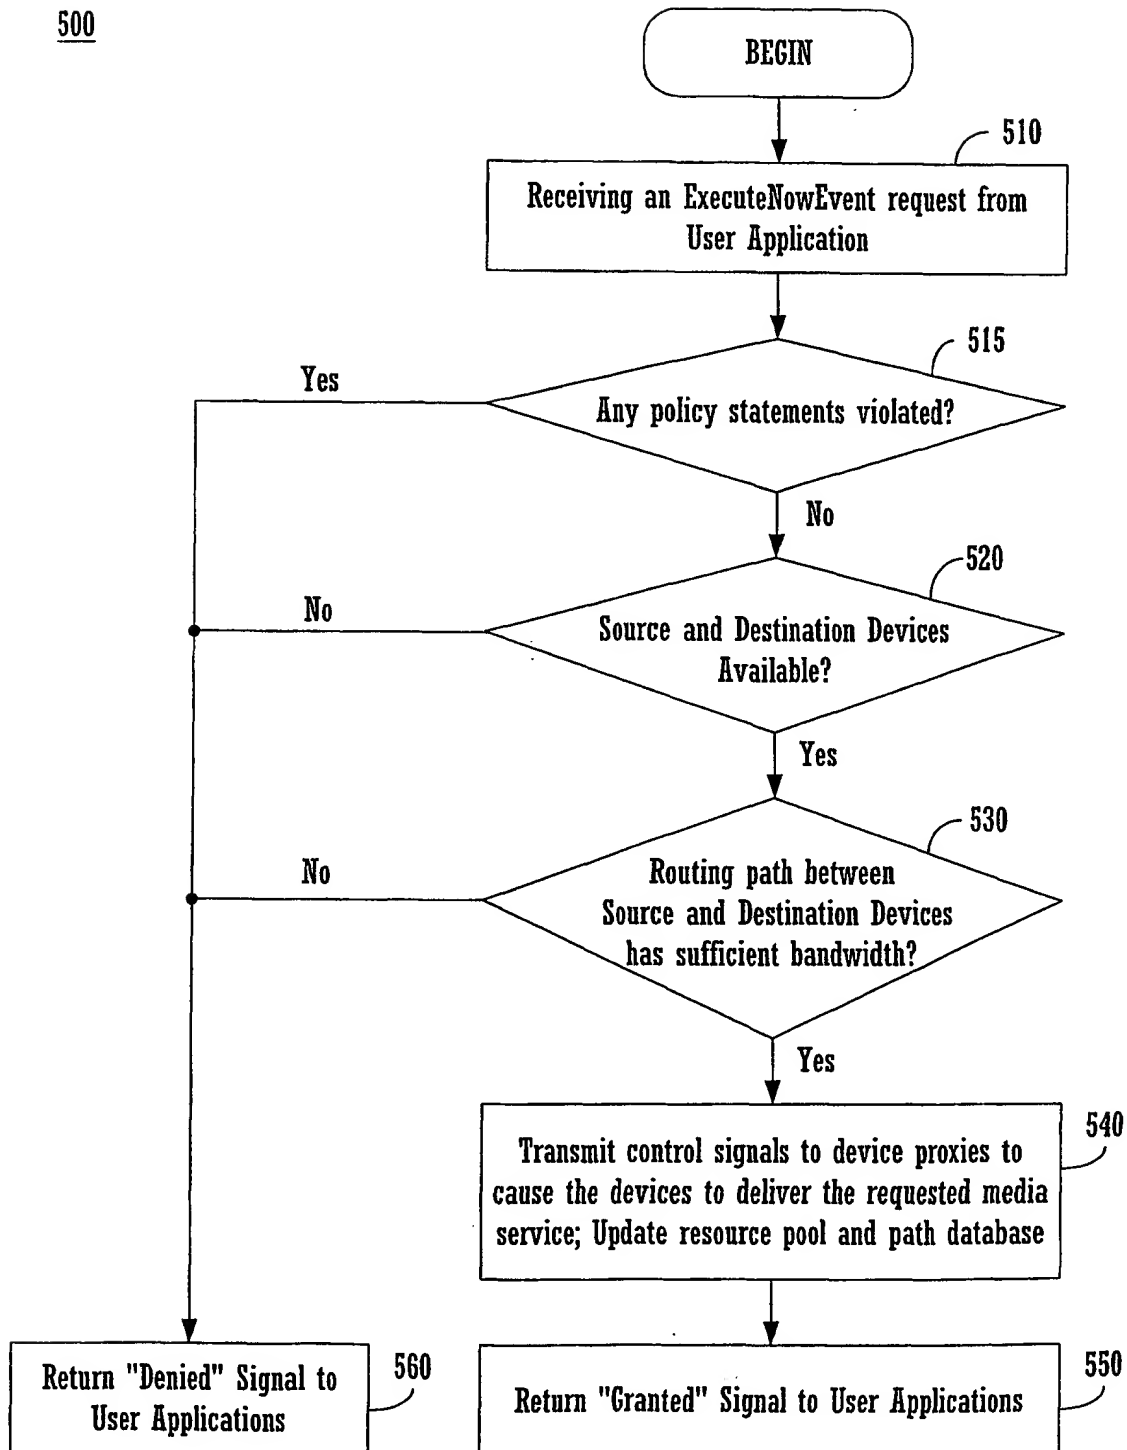 500
BEGIN
510
Receiving an ExecuteNowEvent request from
User Application
515
Yes
Any policy statements violated?
No
520
No
Source and Destination Devices
Available?
Yes
530
No
Routing path between
Source and Destination Devices
has sufficient bandwidth?
Yes
540
Transmit control signals to device proxies to
cause the devices to deliver the requested media
service; Update resource pool and path database
550
560
Return "Denied" Signal to
User Applications
Return "Granted" Signal to User Applications